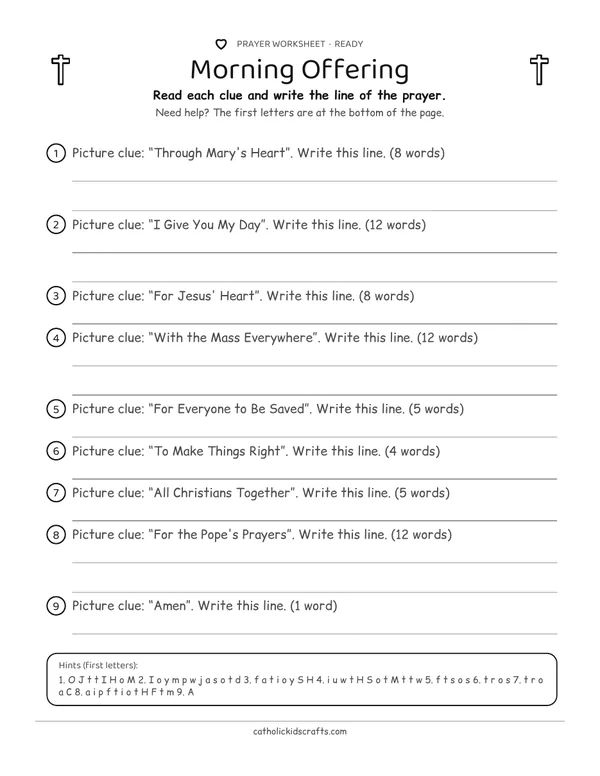 PRAYER WORKSHEET · READY
Morning Offering
Read each clue and write the line of the prayer.
Need help? The first letters are at the bottom of the page.
1 Picture clue: "Through Mary's Heart". Write this line. (8 words)
2 Picture clue: "I Give You My Day". Write this line. (12 words)
3 Picture clue: "For Jesus' Heart". Write this line. (8 words)
4 Picture clue: "With the Mass Everywhere". Write this line. (12 words)
5 Picture clue: "For Everyone to Be Saved". Write this line. (5 words)
6 Picture clue: "To Make Things Right". Write this line. (4 words)
7 Picture clue: "All Christians Together". Write this line. (5 words)
8 Picture clue: "For the Pope's Prayers". Write this line. (12 words)
9 Picture clue: "Amen". Write this line. (1 word)
Hints (first letters):
1. O J t t I H o M 2. I o y m p w j a s o t d 3. f a t i o y S H 4. i u w t H S o t M t t w 5. f t s o s 6. t r o s 7. t r o
a C 8. a i p f t i o t H F t m 9. A
catholickidscrafts.com